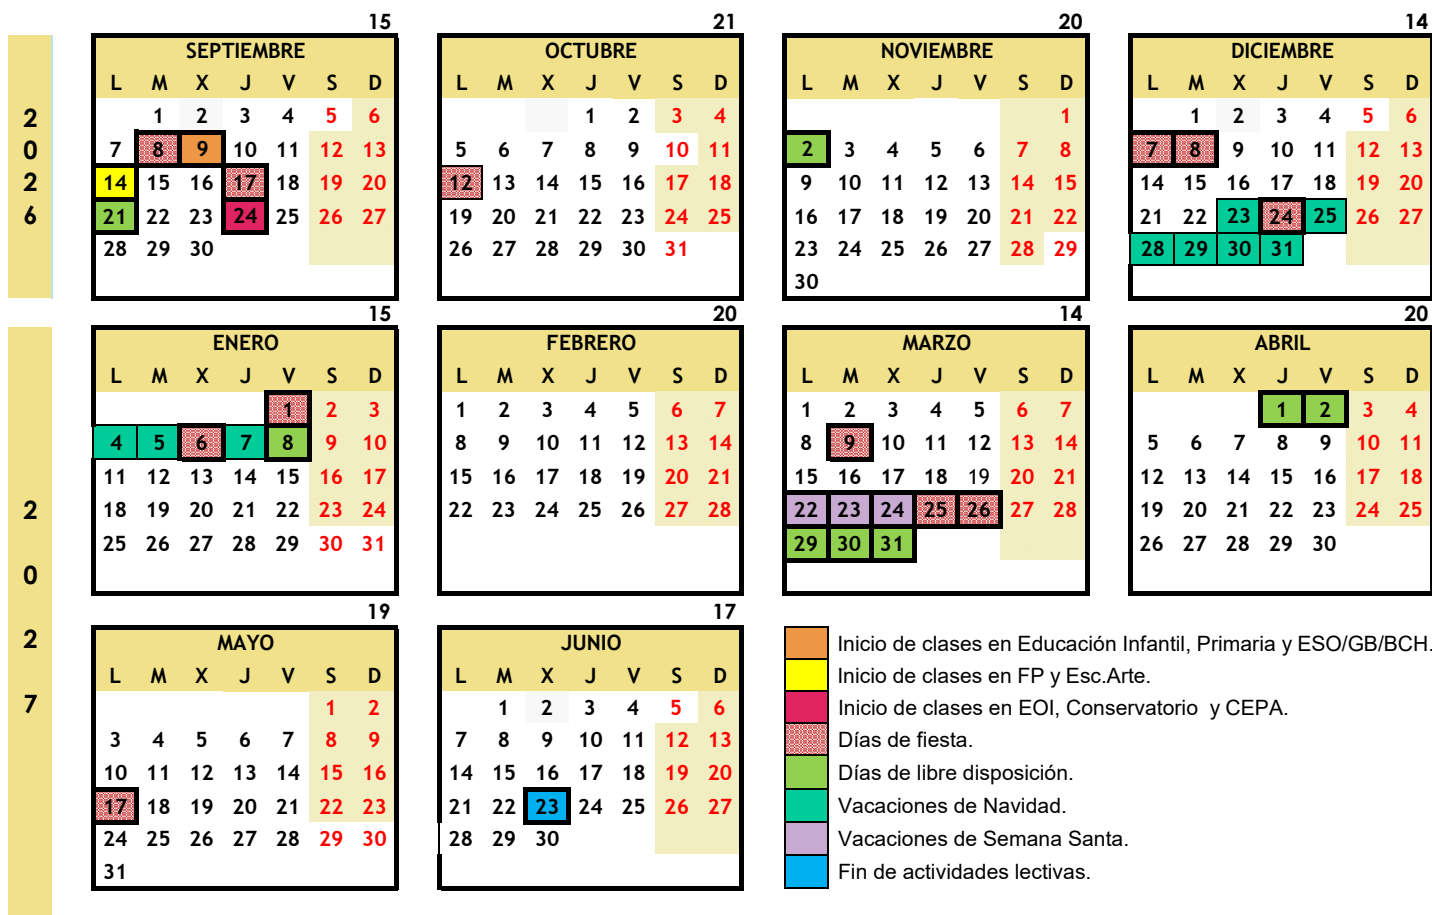 15 21 20 14
2026
SEPTIEMBRE
L M X J V S D
1 2 3 4 5 6
7 8 9 10 11 12 13
14 15 16 17 18 19 20
21 22 23 24 25 26 27
28 29 30
OCTUBRE
L M X J V S D
1 2 3 4
5 6 7 8 9 10 11
12 13 14 15 16 17 18
19 20 21 22 23 24 25
26 27 28 29 30 31
NOVIEMBRE
L M X J V S D
1
2 3 4 5 6 7 8
9 10 11 12 13 14 15
16 17 18 19 20 21 22
23 24 25 26 27 28 29
30
DICIEMBRE
L M X J V S D
1 2 3 4 5 6
7 8 9 10 11 12 13
14 15 16 17 18 19 20
21 22 23 24 25 26 27
28 29 30 31
15 20 14 20
2027
ENERO
L M X J V S D
1 2 3
4 5 6 7 8 9 10
11 12 13 14 15 16 17
18 19 20 21 22 23 24
25 26 27 28 29 30 31
FEBRERO
L M X J V S D
1 2 3 4 5 6 7
8 9 10 11 12 13 14
15 16 17 18 19 20 21
22 23 24 25 26 27 28
MARZO
L M X J V S D
1 2 3 4 5 6 7
8 9 10 11 12 13 14
15 16 17 18 19 20 21
22 23 24 25 26 27 28
29 30 31
ABRIL
L M X J V S D
1 2 3 4
5 6 7 8 9 10 11
12 13 14 15 16 17 18
19 20 21 22 23 24 25
26 27 28 29 30
19 17
MAYO
L M X J V S D
1 2
3 4 5 6 7 8 9
10 11 12 13 14 15 16
17 18 19 20 21 22 23
24 25 26 27 28 29 30
31
JUNIO
L M X J V S D
1 2 3 4 5 6
7 8 9 10 11 12 13
14 15 16 17 18 19 20
21 22 23 24 25 26 27
28 29 30
Inicio de clases en Educación Infantil, Primaria y ESO/GB/BCH.
Inicio de clases en FP y Esc.Arte.
Inicio de clases en EOI, Conservatorio y CEPA.
Días de fiesta.
Días de libre disposición.
Vacaciones de Navidad.
Vacaciones de Semana Santa.
Fin de actividades lectivas.